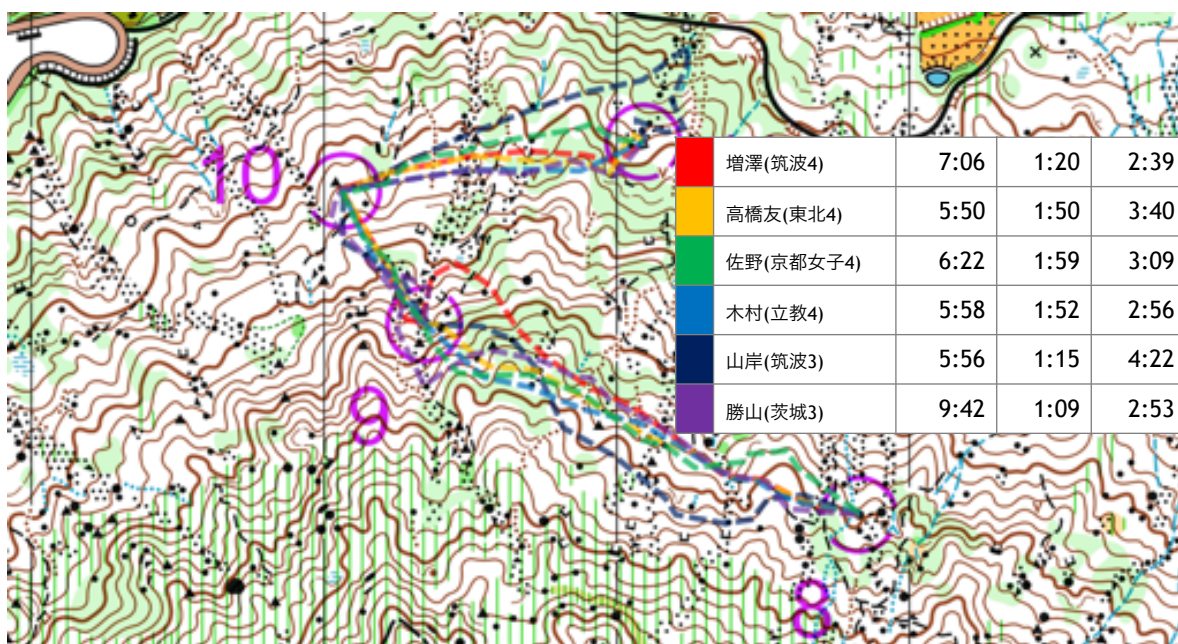 10
増澤(筑波4) 7:06 1:20 2:39
高橋友(東北4) 5:50 1:50 3:40
佐野(京都女子4) 6:22 1:59 3:09
木村(立教4) 5:58 1:52 2:56
山岸(筑波3) 5:56 1:15 4:22
勝山(茨城3) 9:42 1:09 2:53
9
8